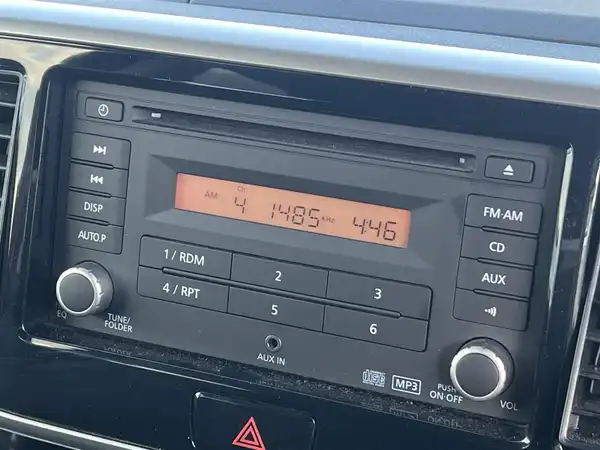 AM CH 4 1485 KHz 4:46
DISP
AUTO.P
FM·AM
CD
AUX
1 / RDM
2
3
4 / RPT
5
6
EQ
TUNE/
FOLDER
AUX IN
MP3
PUSH
ON·OFF
VOL